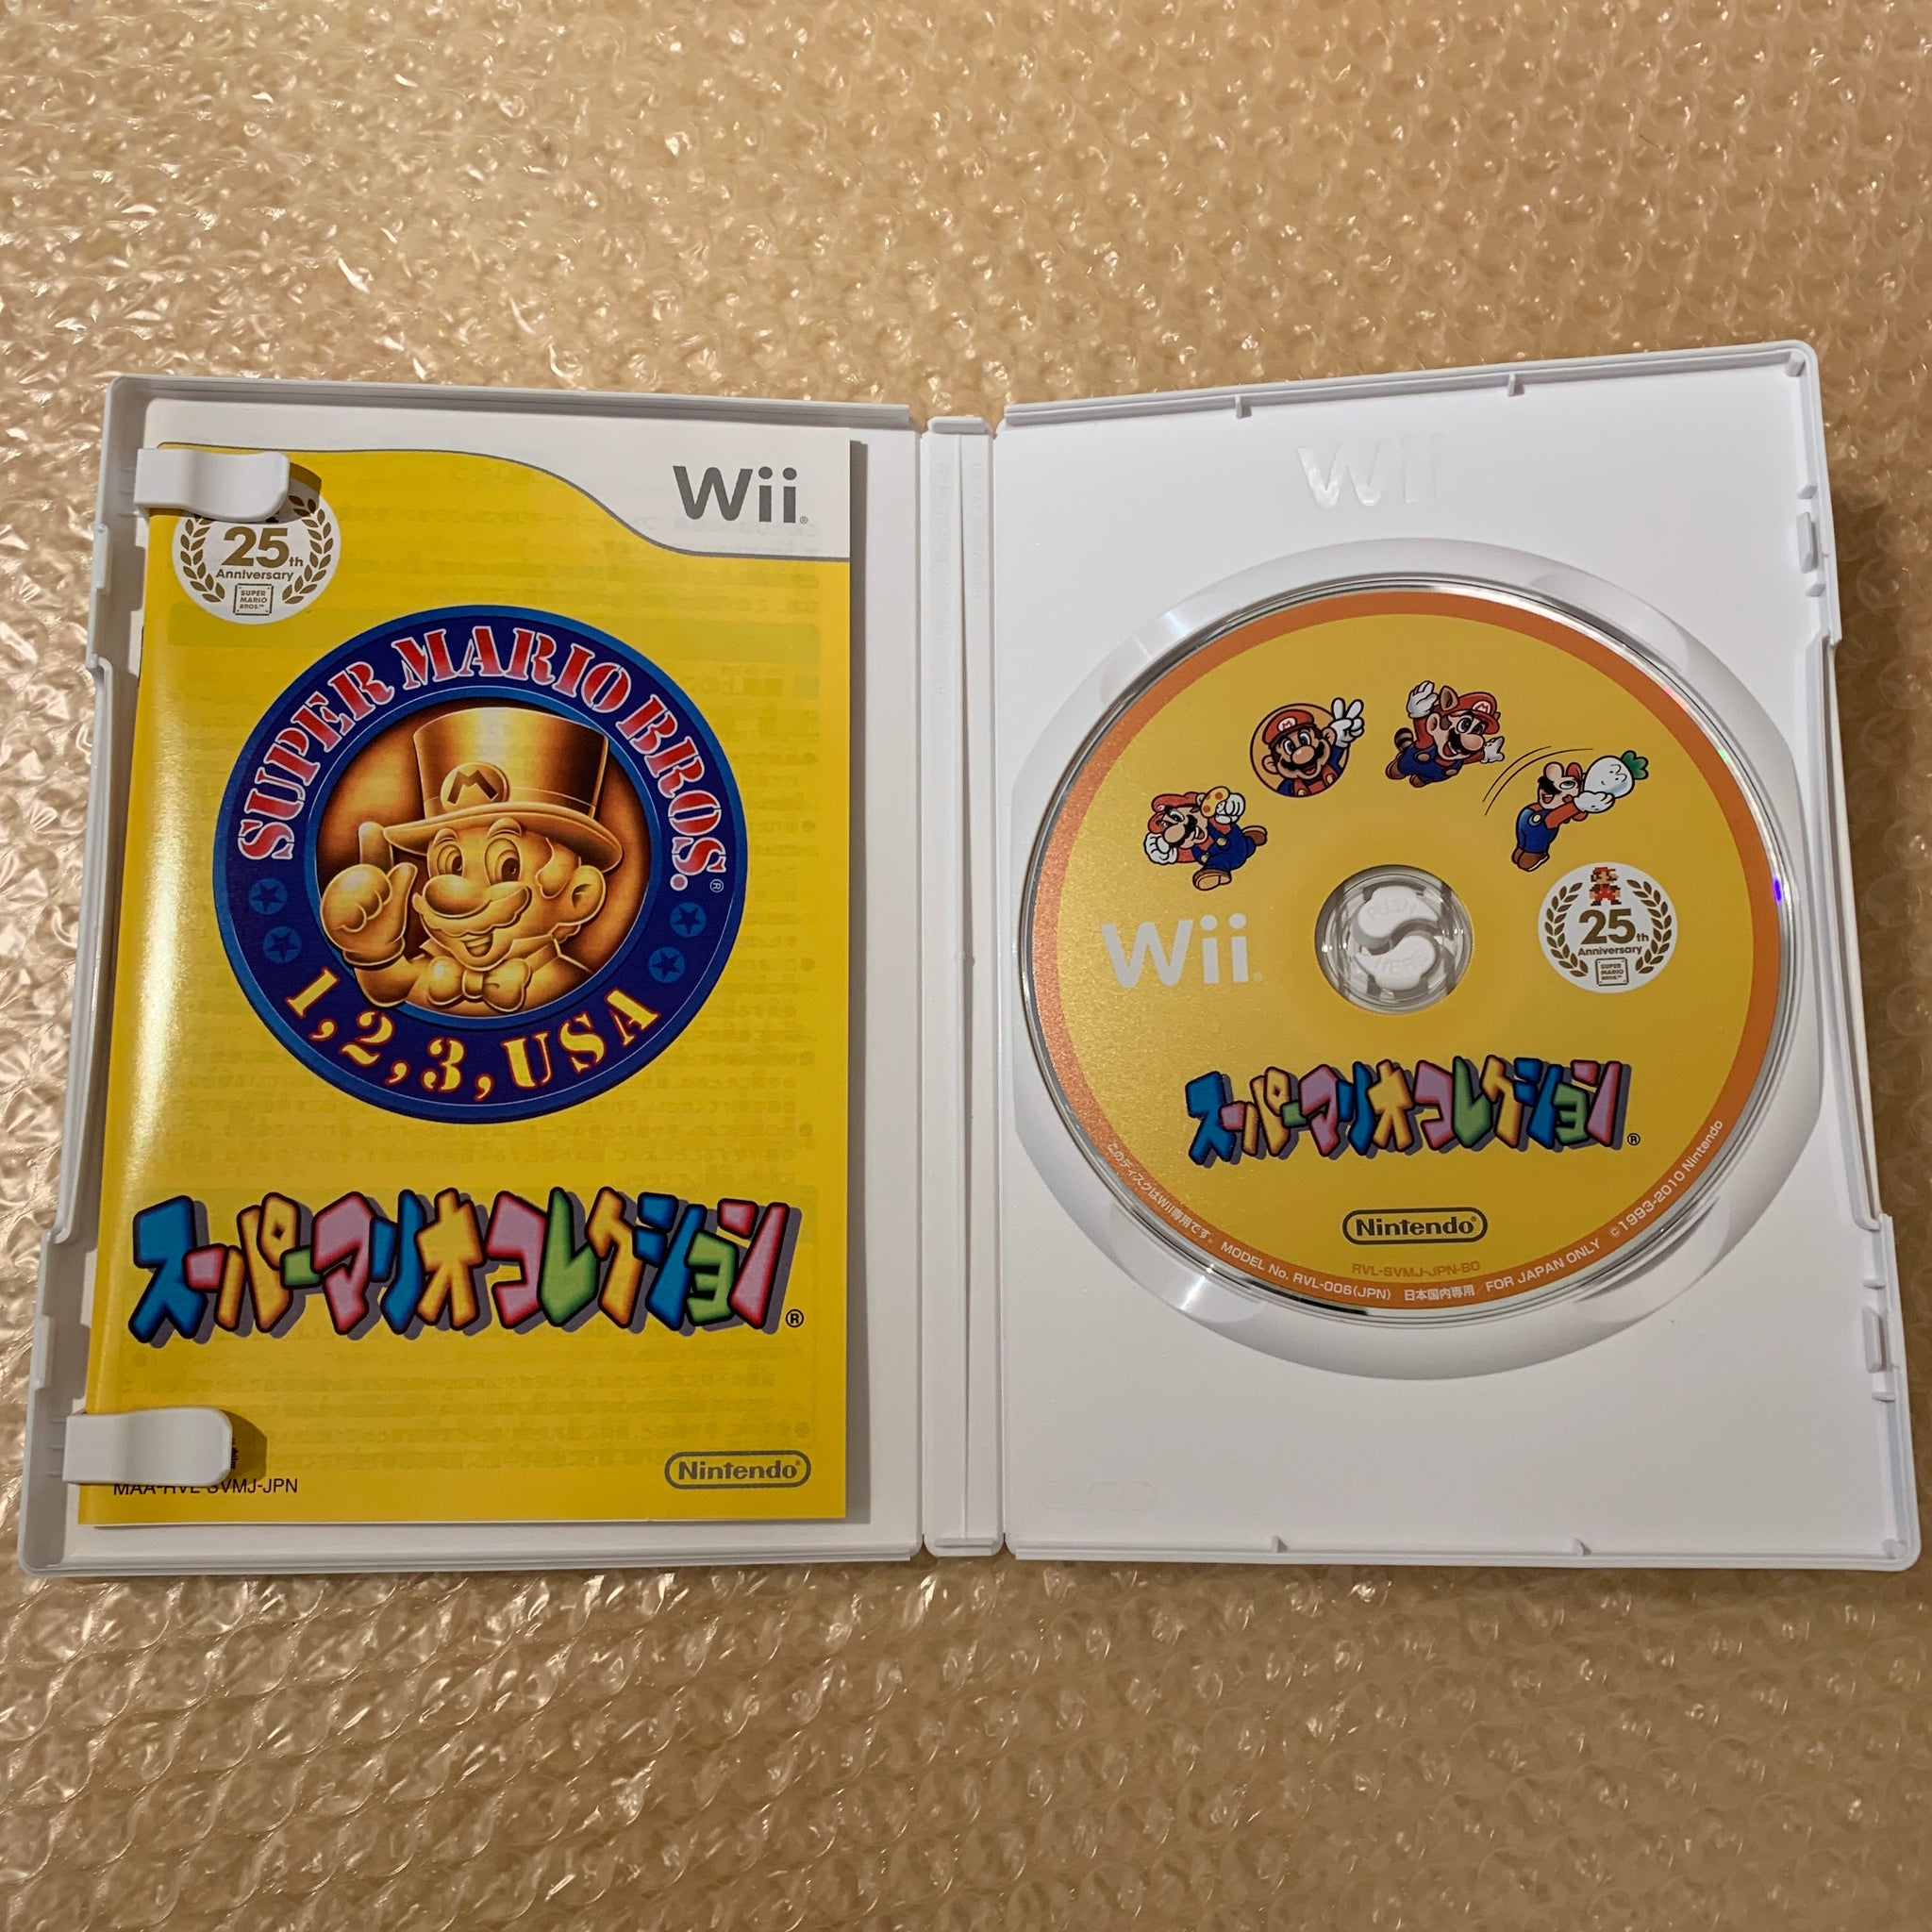 Wii
25th
Anniversary
SUPER
MARIO
BROS.™
SUPER MARIO BROS.®
1, 2, 3, USA
スーパーマリオコレクション®
MAA-RVL-SVMJ-JPN
Nintendo®
Wii
Wii
PUSH
HERE
25th
Anniversary
SUPER
MARIO
BROS.™
スーパーマリオコレクション®
Nintendo®
RVL-SVMJ-JPN-B0
このディスクはWii専用です。 MODEL No. RVL-006(JPN) 日本国内専用/FOR JAPAN ONLY ©1993-2010 Nintendo